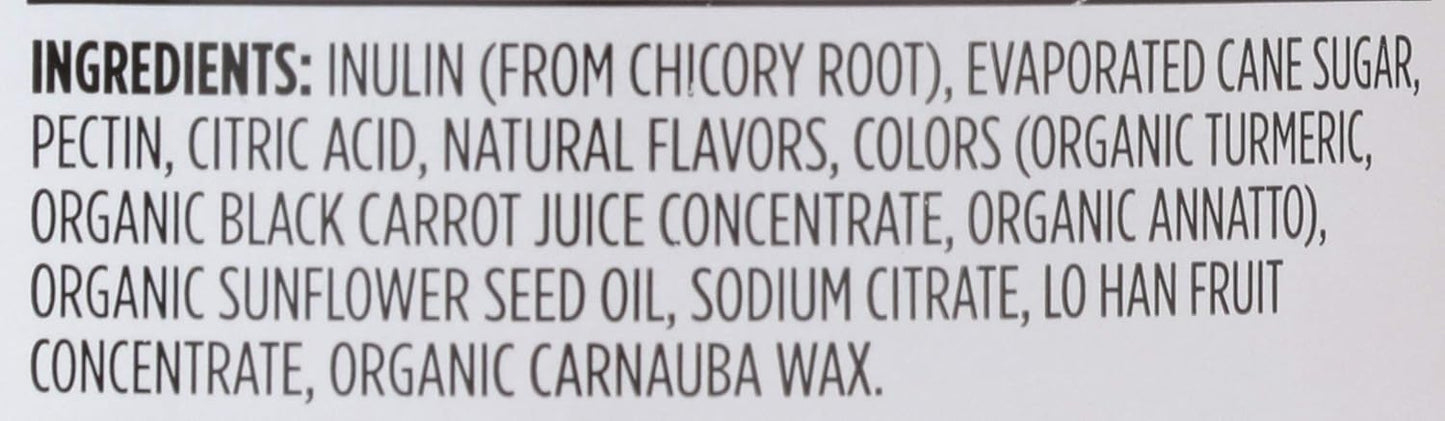 INGREDIENTS: INULIN (FROM CHICORY ROOT), EVAPORATED CANE SUGAR,
PECTIN, CITRIC ACID, NATURAL FLAVORS, COLORS (ORGANIC TURMERIC,
ORGANIC BLACK CARROT JUICE CONCENTRATE, ORGANIC ANNATTO),
ORGANIC SUNFLOWER SEED OIL, SODIUM CITRATE, LO HAN FRUIT
CONCENTRATE, ORGANIC CARNAUBA WAX.